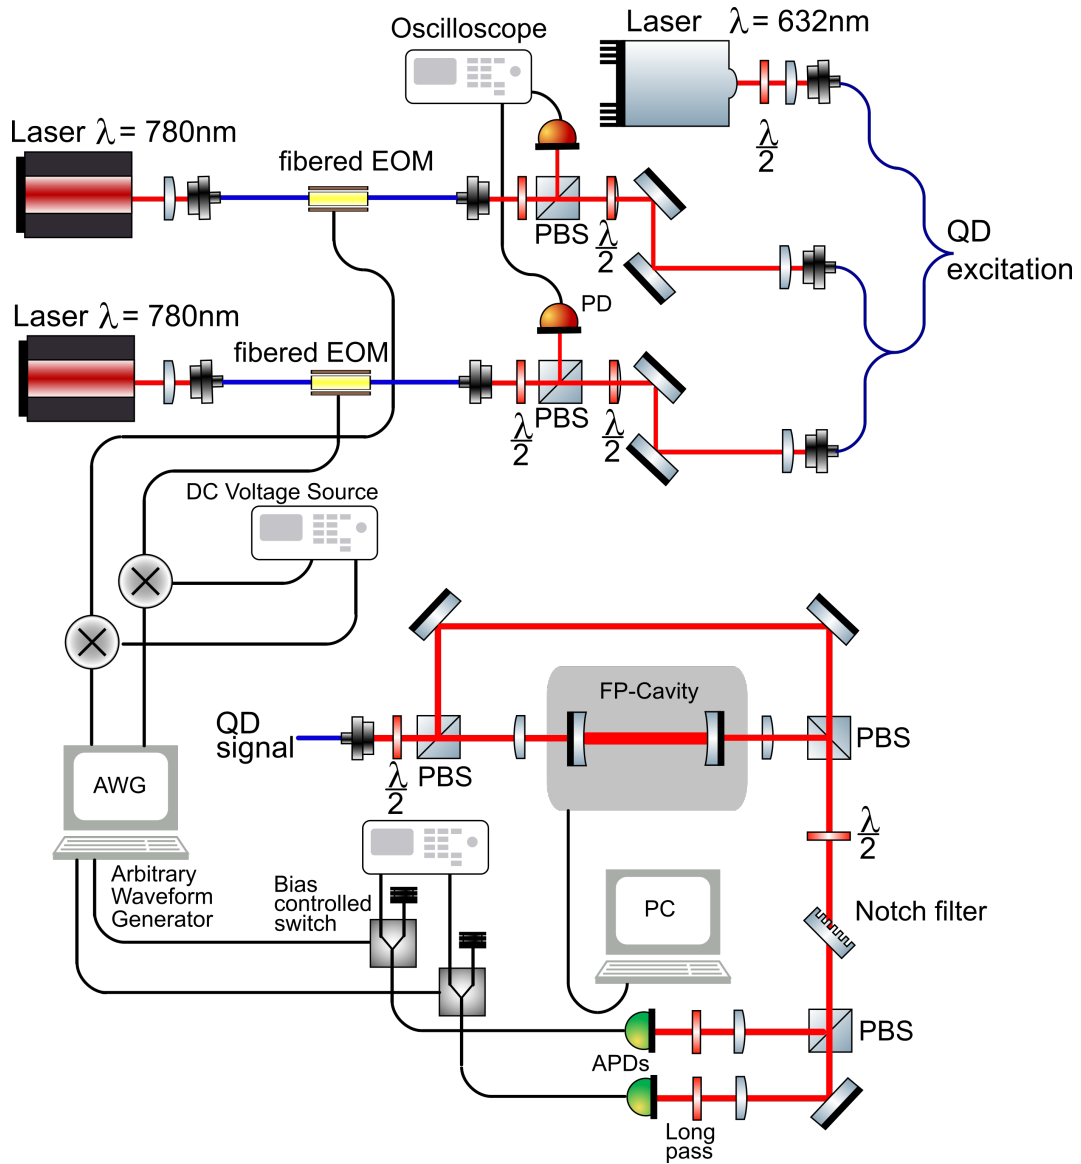 Laser λ = 632nm
Oscilloscope
λ/2
Laser λ = 780nm
fibered EOM
PBS
λ/2
QD
excitation
PD
Laser λ = 780nm
fibered EOM
λ/2
PBS
λ/2
DC Voltage Source
FP-Cavity
QD
signal
λ/2
PBS
PBS
AWG
λ/2
Arbitrary
Waveform
Generator
Bias
controlled
switch
PC
Notch filter
PBS
APDs
Long
pass